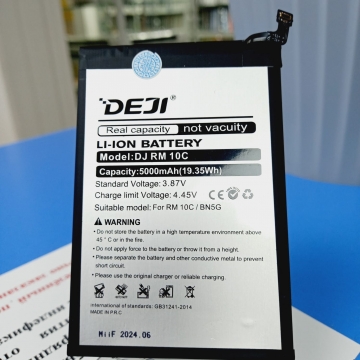 DEJI®
Real capacity not vacuity
LI-ION BATTERY
Model:DJ RM 10C
Capacity:5000mAh(19.35Wh)
Standard Voltage: 3.87V
Charge limit Voltage: 4.45V
Suitable model: For RM 10C / BN5G
WARNING
Do not store the battery in a high temperature environment above
45 ° C or in the fire.
Do not apply force to the battery or throw it around.
Please separate the battery and other conductive metal to prevent
short circuit.
Please use the original charger or reliable charging.
international of standards: GB31241-2014
MADE IN P.R.C
MiiF 2024.06